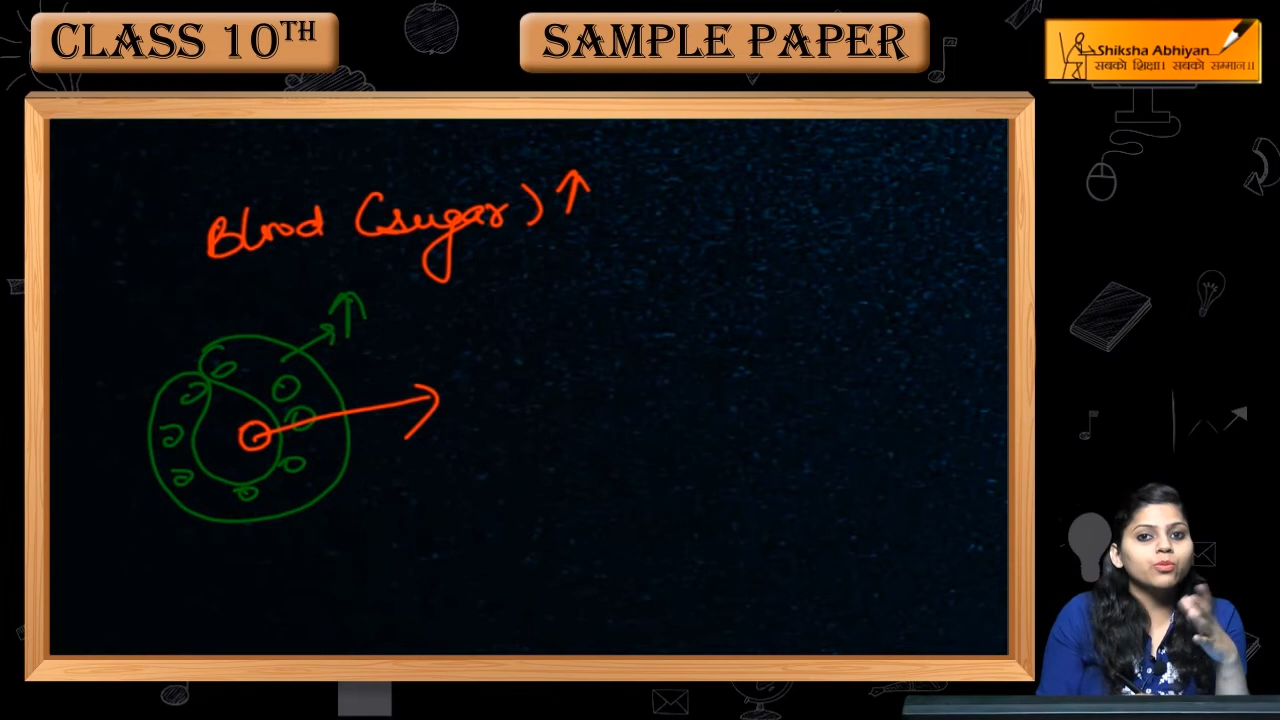 CLASS 10TH
SAMPLE PAPER
Shiksha Abhiyan
सबको शिक्षा। सबको सम्मान॥
Blood (sugar) ↑